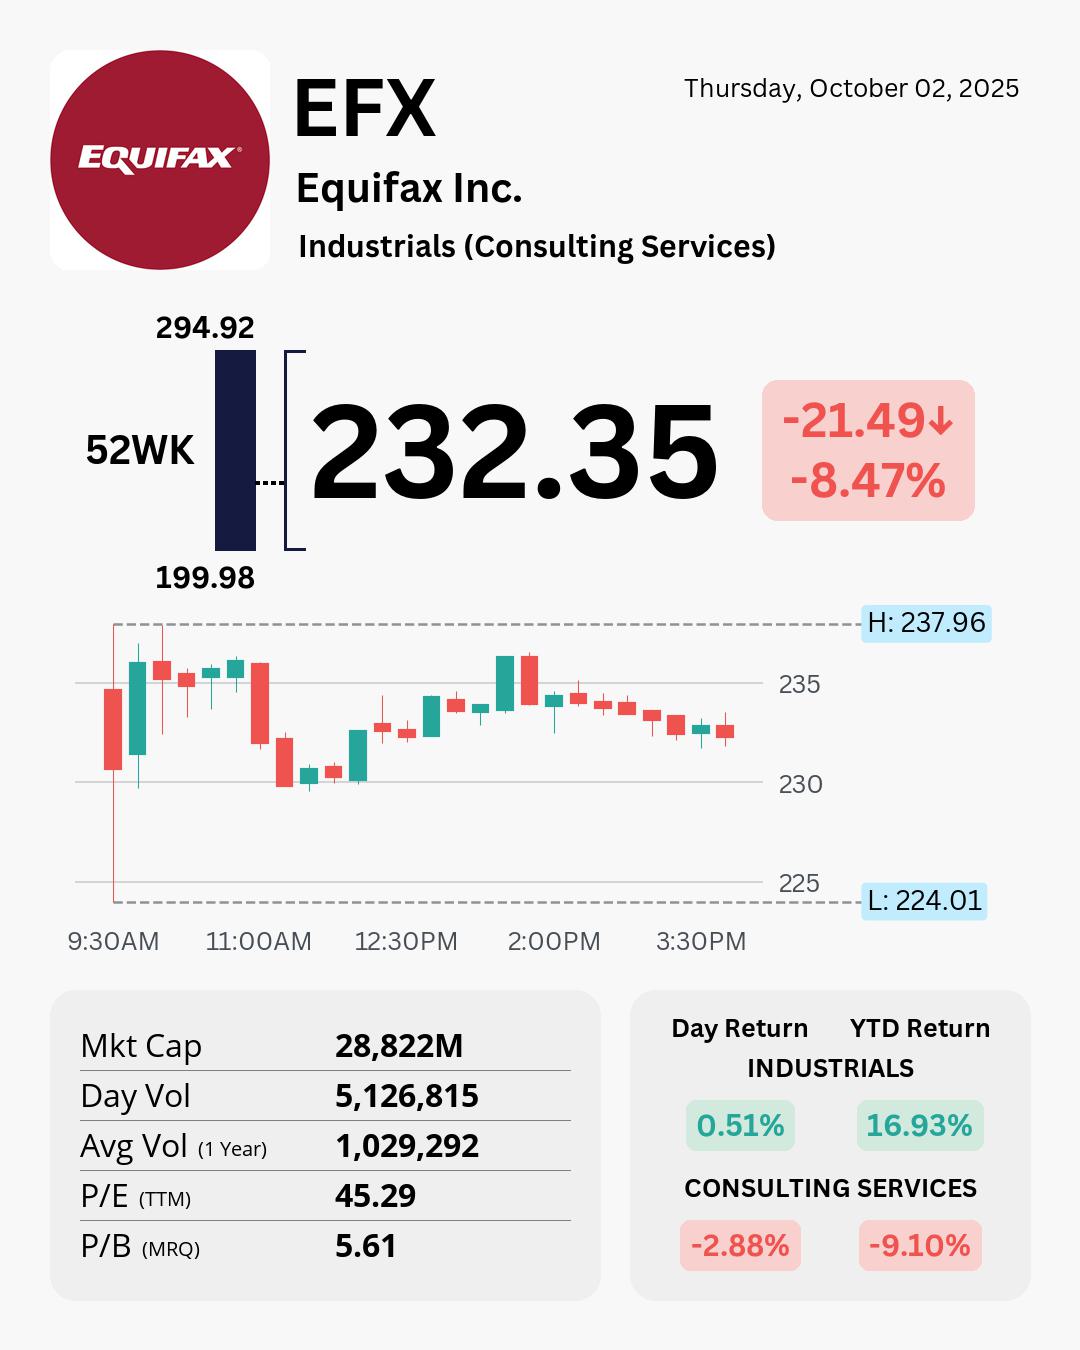 EQUIFAX®
EFX
Thursday, October 02, 2025
Equifax Inc.
Industrials (Consulting Services)
294.92
52WK
199.98
232.35
-21.49↓
-8.47%
H: 237.96
235
230
225
L: 224.01
9:30AM 11:00AM 12:30PM 2:00PM 3:30PM
Mkt Cap 28,822M
Day Vol 5,126,815
Avg Vol (1 Year) 1,029,292
P/E (TTM) 45.29
P/B (MRQ) 5.61
Day Return YTD Return
INDUSTRIALS
0.51% 16.93%
CONSULTING SERVICES
-2.88% -9.10%